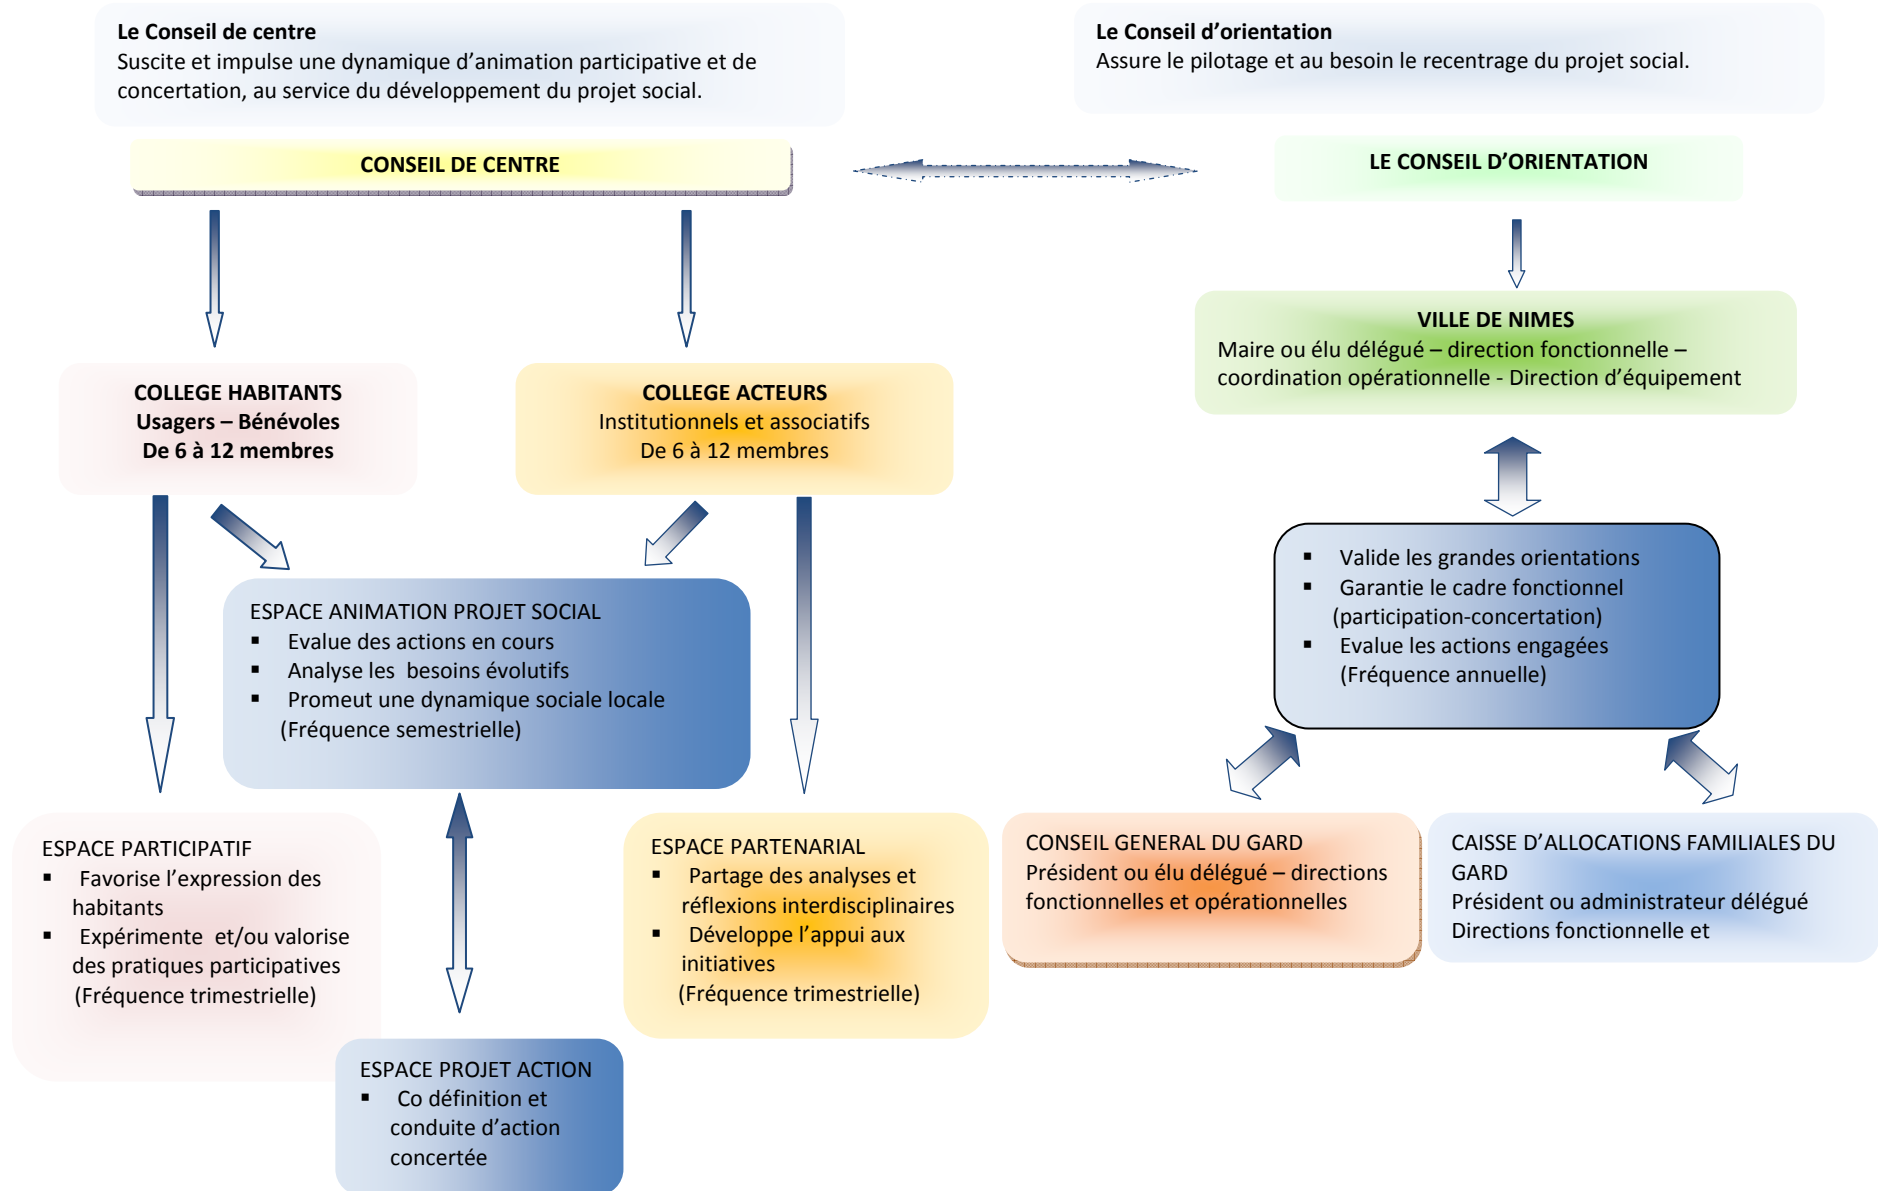 Le Conseil de centre
Suscite et impulse une dynamique d’animation participative et de
concertation, au service du développement du projet social.
Le Conseil d’orientation
Assure le pilotage et au besoin le recentrage du projet social.
CONSEIL DE CENTRE
LE CONSEIL D’ORIENTATION
VILLE DE NIMES
Maire ou élu délégué – direction fonctionnelle –
coordination opérationnelle - Direction d’équipement
COLLEGE HABITANTS
Usagers – Bénévoles
De 6 à 12 membres
COLLEGE ACTEURS
Institutionnels et associatifs
De 6 à 12 membres
▪ Valide les grandes orientations
▪ Garantie le cadre fonctionnel
(participation-concertation)
▪ Evalue les actions engagées
(Fréquence annuelle)
ESPACE ANIMATION PROJET SOCIAL
▪ Evalue des actions en cours
▪ Analyse les besoins évolutifs
▪ Promeut une dynamique sociale locale
(Fréquence semestrielle)
ESPACE PARTICIPATIF
▪ Favorise l’expression des
habitants
▪ Expérimente et/ou valorise
des pratiques participatives
(Fréquence trimestrielle)
ESPACE PARTENARIAL
▪ Partage des analyses et
réflexions interdisciplinaires
▪ Développe l’appui aux
initiatives
(Fréquence trimestrielle)
CONSEIL GENERAL DU GARD
Président ou élu délégué – directions
fonctionnelles et opérationnelles
CAISSE D’ALLOCATIONS FAMILIALES DU
GARD
Président ou administrateur délégué
Directions fonctionnelle et
ESPACE PROJET ACTION
▪ Co définition et
conduite d’action
concertée